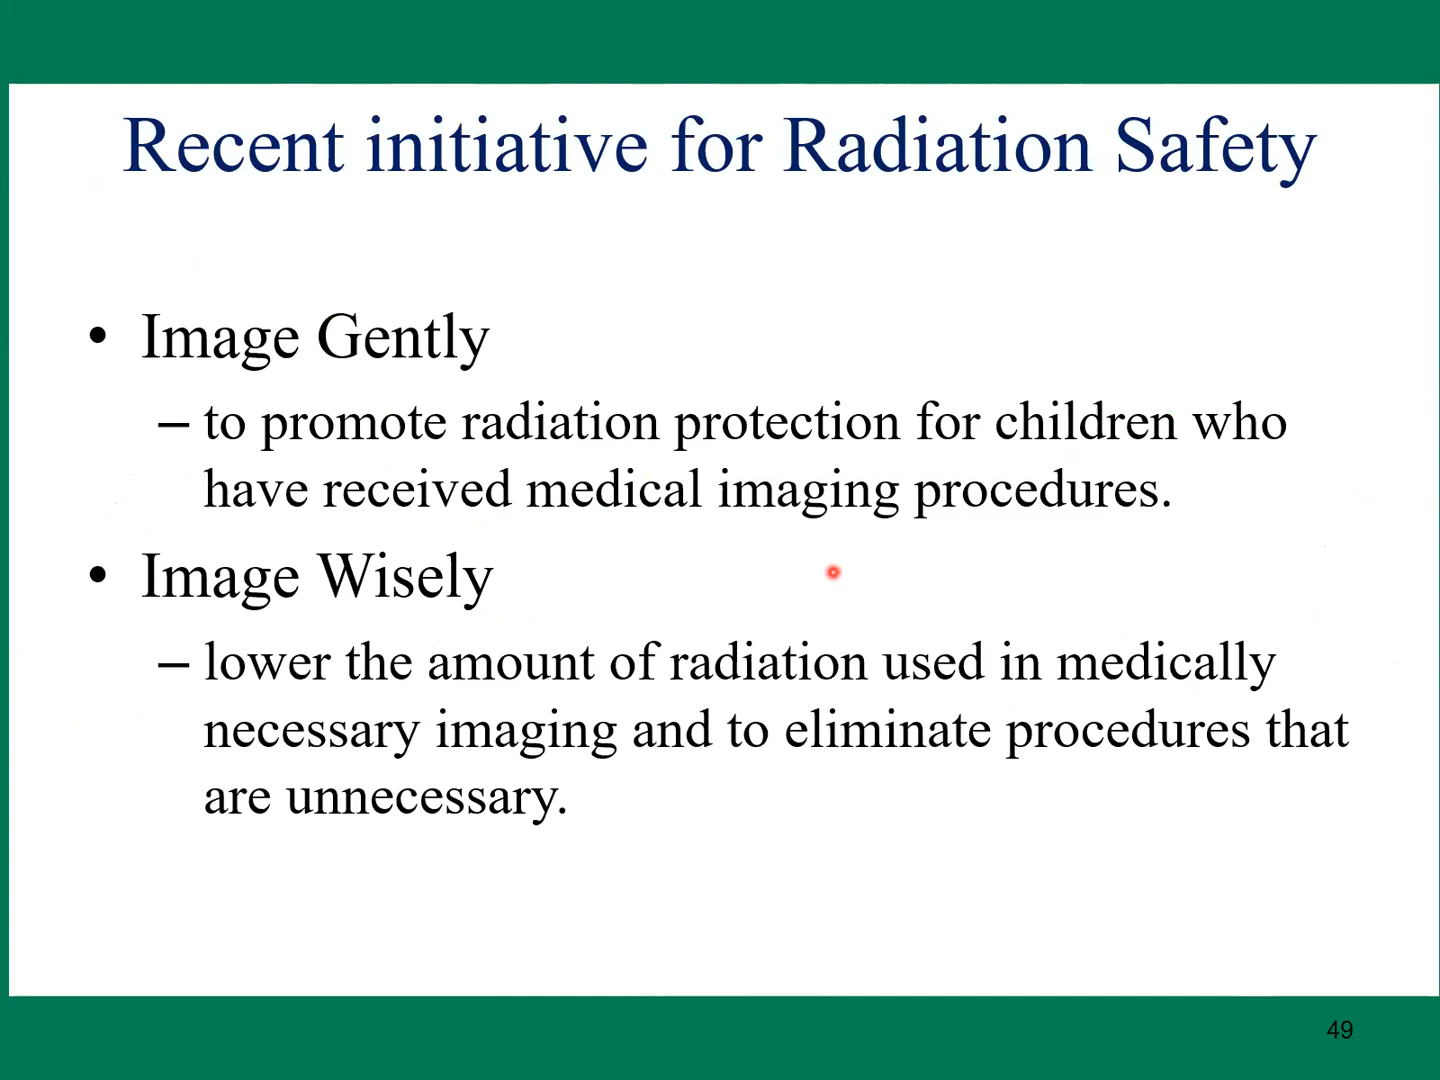 Recent initiative for Radiation Safety
• Image Gently
– to promote radiation protection for children who
have received medical imaging procedures.
• Image Wisely
– lower the amount of radiation used in medically
necessary imaging and to eliminate procedures that
are unnecessary.
49